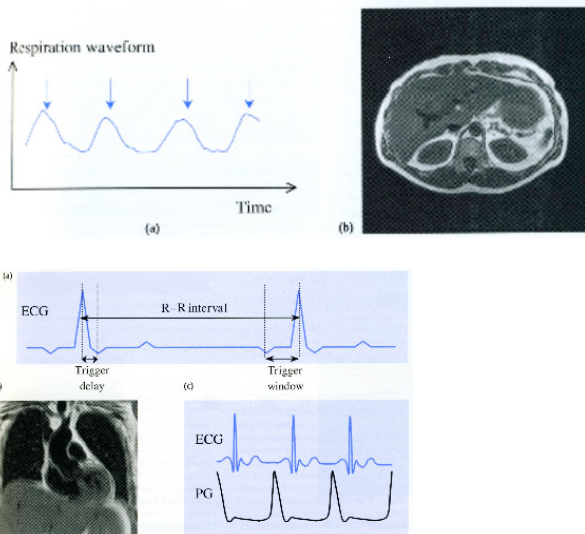 Respiration waveform
Time
(a)
(b)
(a)
ECG
R–R interval
Trigger
delay
Trigger
window
(c)
ECG
PG